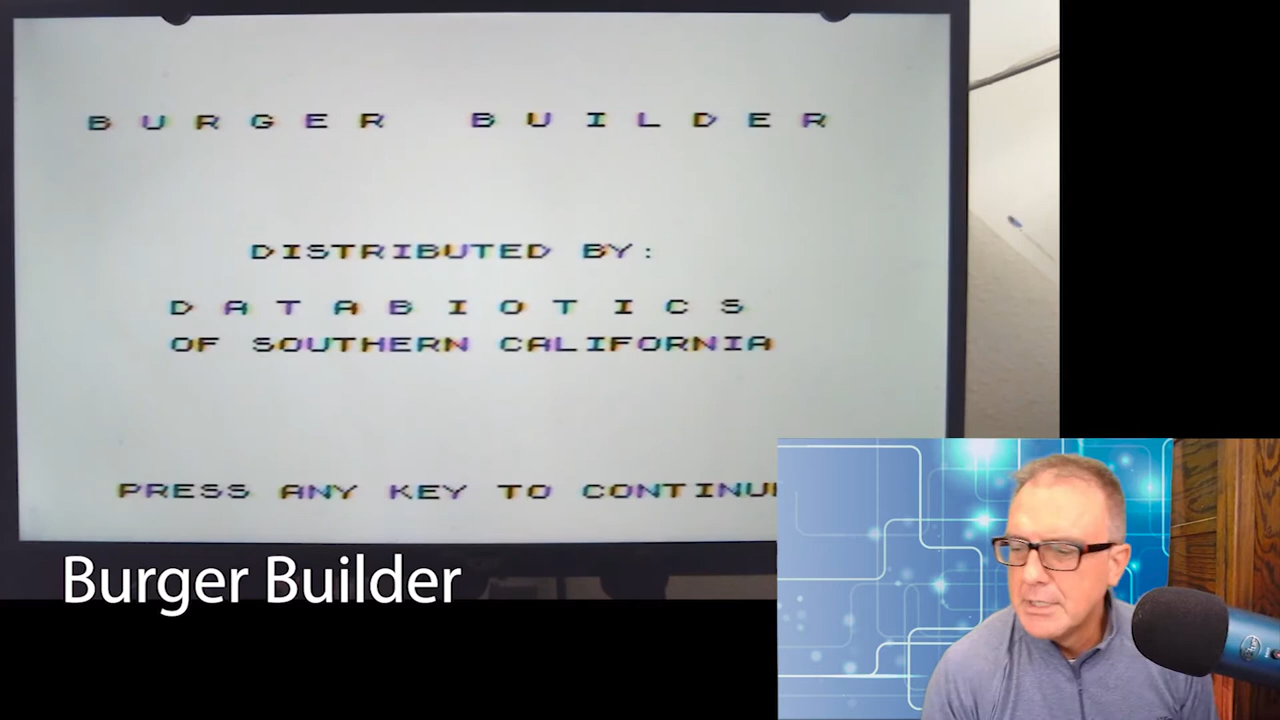 BURGER BUILDER
DISTRIBUTED BY:
DATABIOTICS
OF SOUTHERN CALIFORNIA
PRESS ANY KEY TO CONTINU
Burger Builder